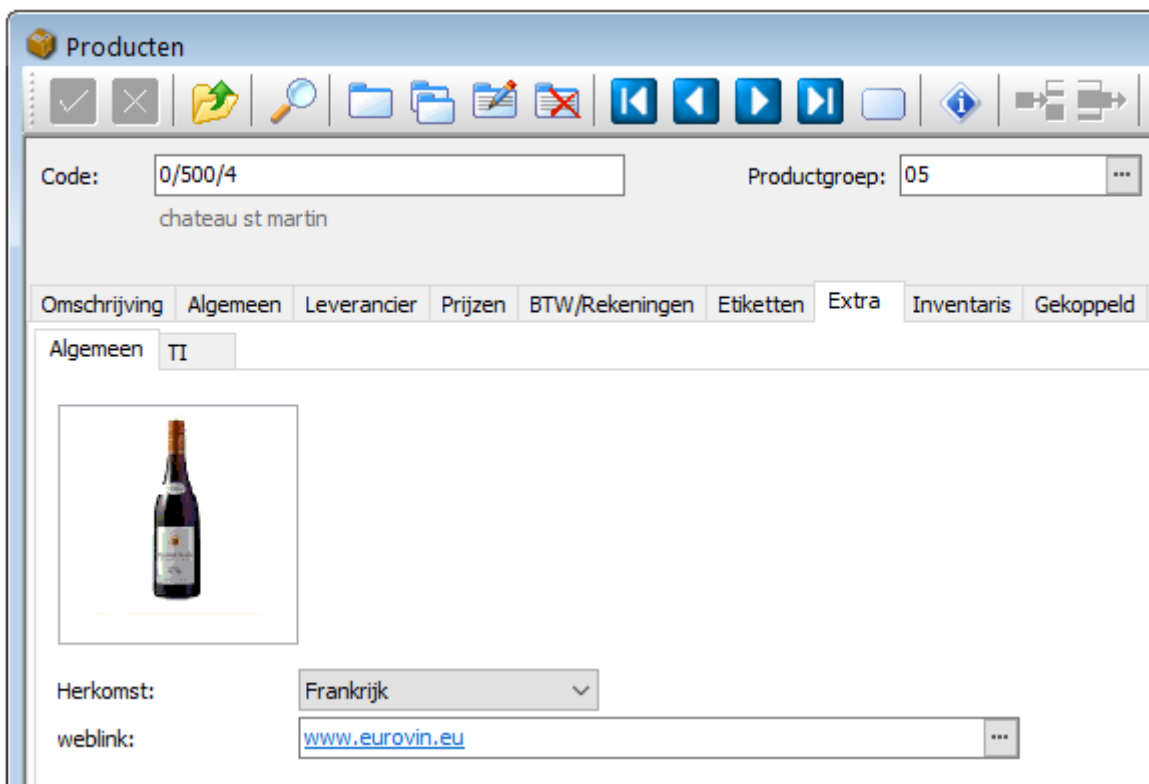 Producten
Code: 0/500/4 Productgroep: 05 ...
chateau st martin
Omschrijving Algemeen Leverancier Prijzen BTW/Rekeningen Etiketten Extra Inventaris Gekoppeld
Algemeen TI
Herkomst: Frankrijk
weblink: www.eurovin.eu ...